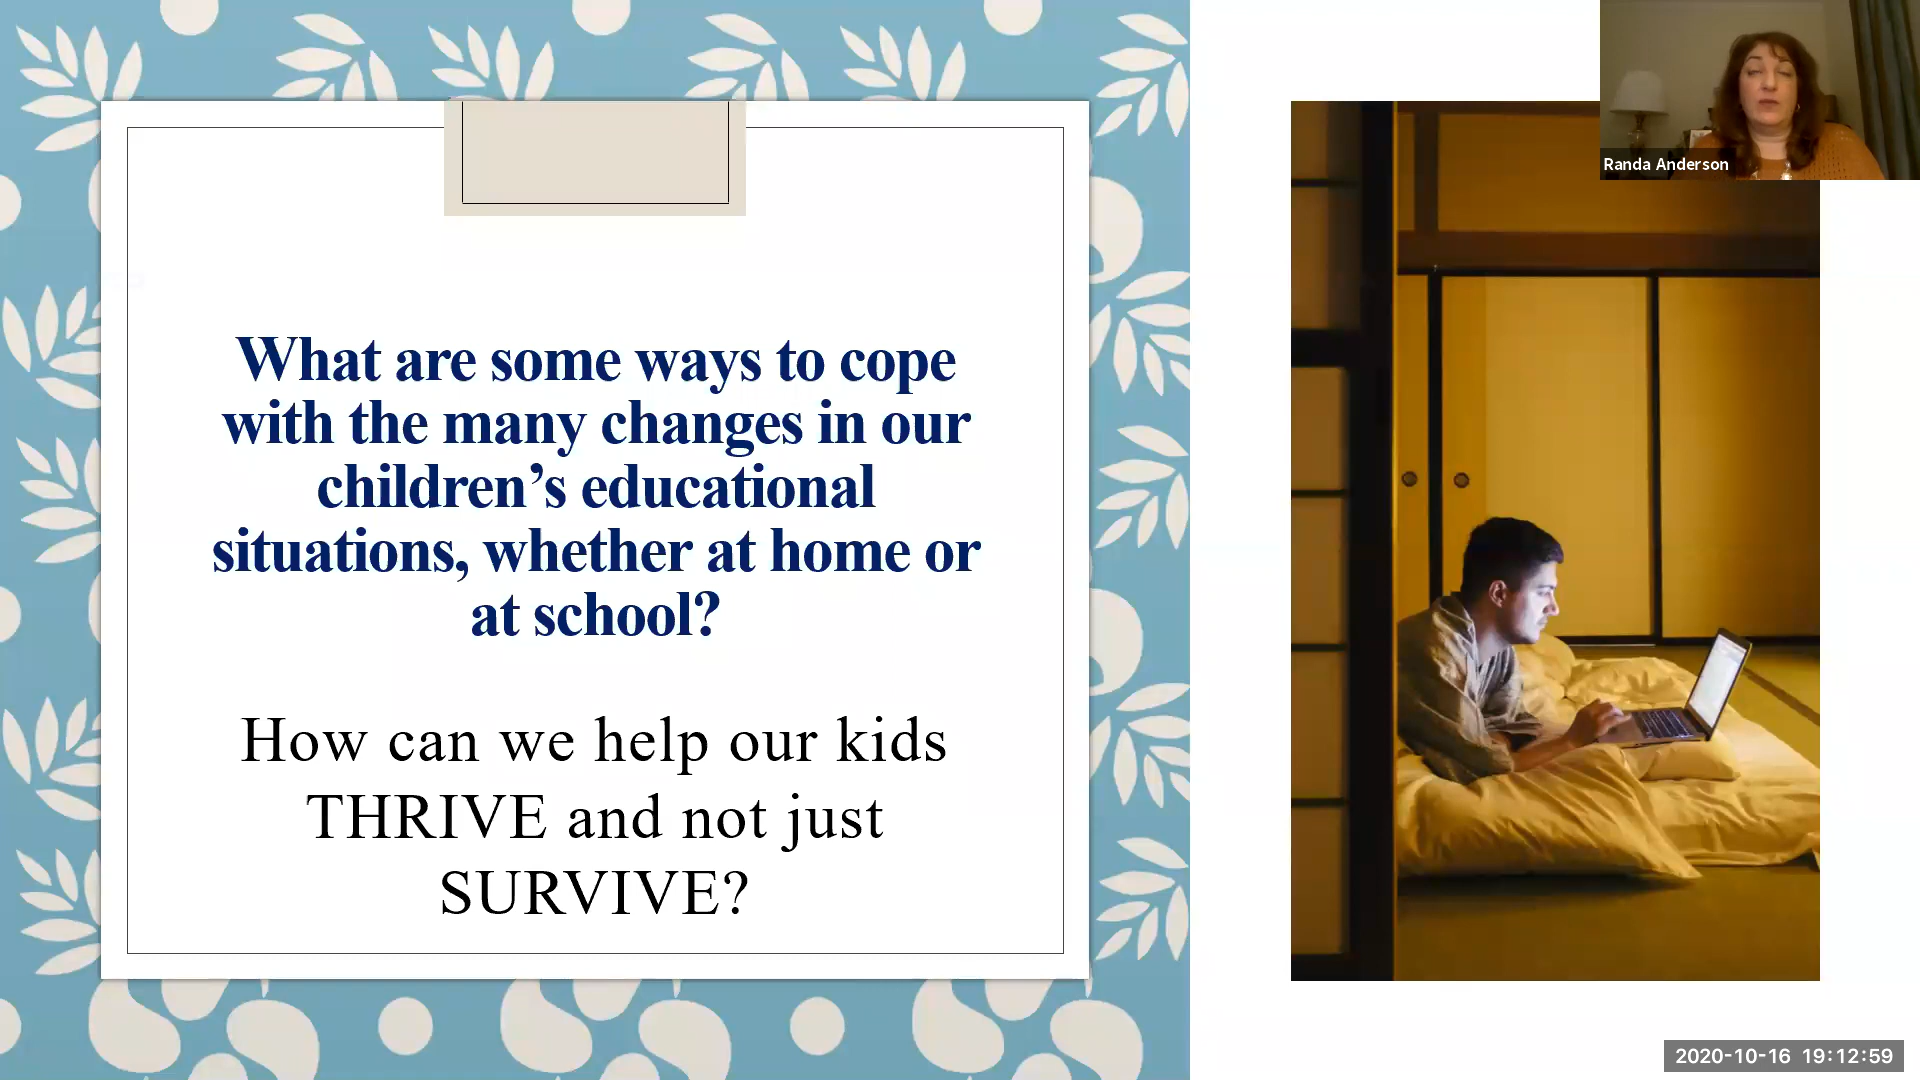 What are some ways to cope
with the many changes in our
children’s educational
situations, whether at home or
at school?
How can we help our kids
THRIVE and not just
SURVIVE?
Randa Anderson
2020-10-16 19:12:59